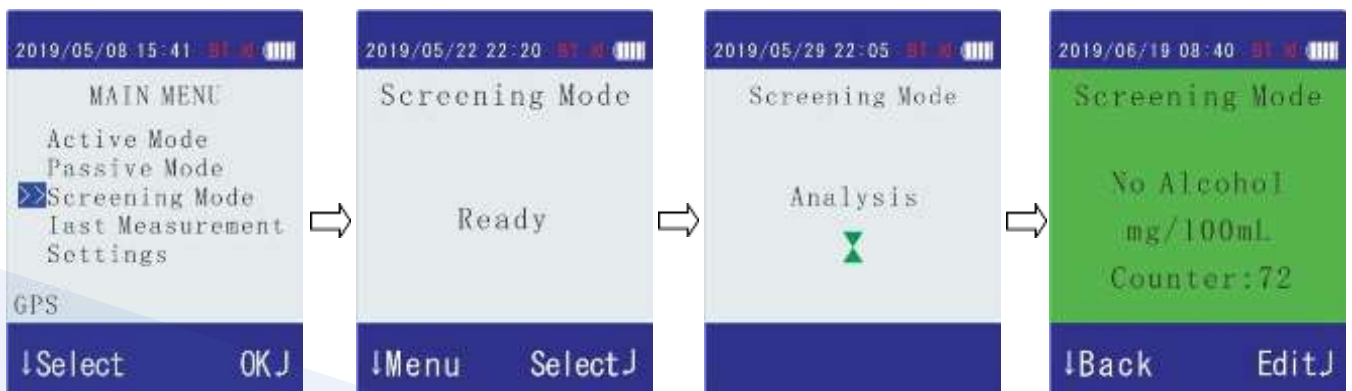 2019/05/08 15:41
MAIN MENU
Active Mode
Passive Mode
>>Screening Mode
Last Measurement
Settings
GPS
↓Select OK↲
2019/05/22 22:20
Screening Mode
Ready
↓Menu Select↲
2019/05/29 22:05
Screening Mode
Analysis
2019/06/19 08:40
Screening Mode
No Alcohol
mg/100mL
Counter:72
↓Back Edit↲